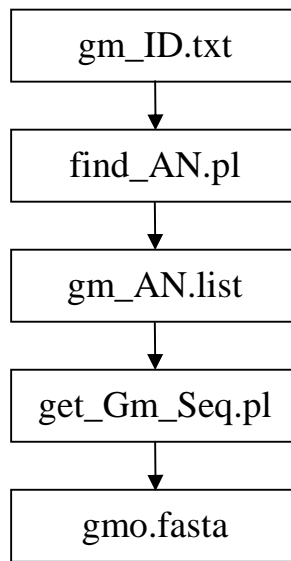 gm_ID.txt
find_AN.pl
gm_AN.list
get_Gm_Seq.pl
gmo.fasta